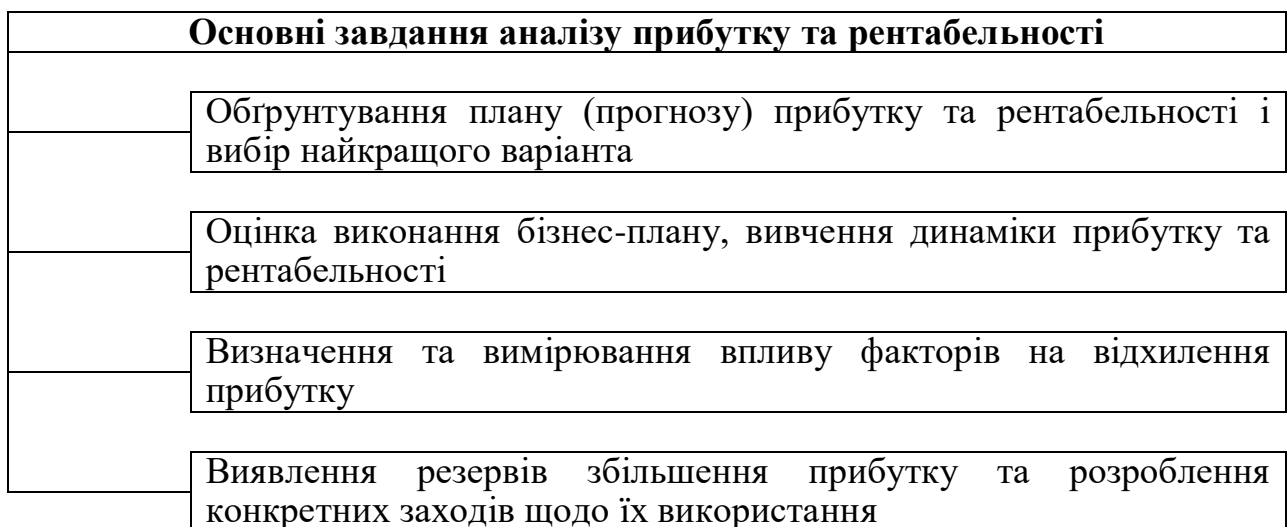 Основні завдання аналізу прибутку та рентабельності
Обґрунтування плану (прогнозу) прибутку та рентабельності і
вибір найкращого варіанта
Оцінка виконання бізнес-плану, вивчення динаміки прибутку та
рентабельності
Визначення та вимірювання впливу факторів на відхилення
прибутку
Виявлення резервів збільшення прибутку та розроблення
конкретних заходів щодо їх використання